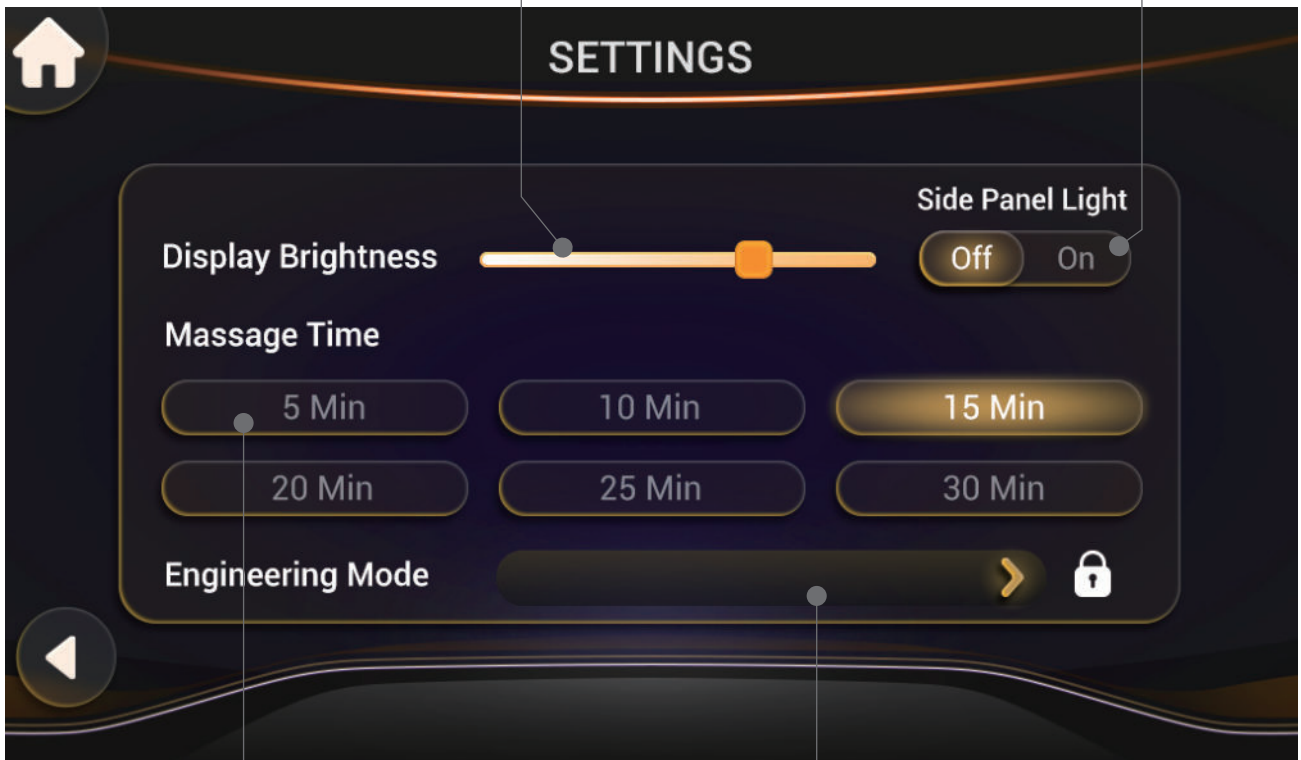 SETTINGS
Side Panel Light
Display Brightness
Off On
Massage Time
5 Min 10 Min 15 Min
20 Min 25 Min 30 Min
Engineering Mode